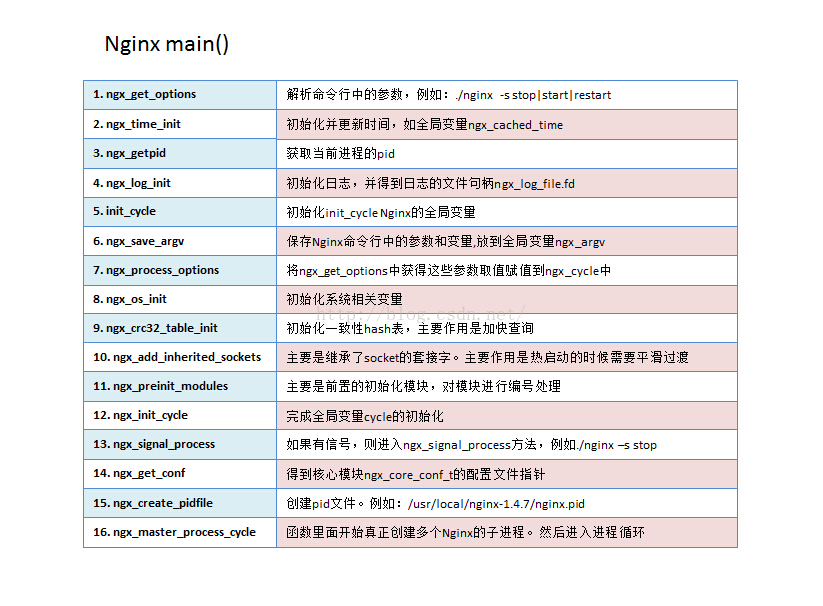 Nginx main()
1. ngx_get_options 解析命令行中的参数，例如：./nginx -s stop|start|restart
2. ngx_time_init 初始化并更新时间，如全局变量ngx_cached_time
3. ngx_getpid 获取当前进程的pid
4. ngx_log_init 初始化日志，并得到日志的文件句柄ngx_log_file.fd
5. init_cycle 初始化init_cycle Nginx的全局变量
6. ngx_save_argv 保存Nginx命令行中的参数和变量,放到全局变量ngx_argv
7. ngx_process_options 将ngx_get_options中获得这些参数取值赋值到ngx_cycle中
8. ngx_os_init 初始化系统相关变量
http://blog.csdn.net/
9. ngx_crc32_table_init 初始化一致性hash表，主要作用是加快查询
10. ngx_add_inherited_sockets 主要是继承了socket的套接字。主要作用是热启动的时候需要平滑过渡
11. ngx_preinit_modules 主要是前置的初始化模块，对模块进行编号处理
12. ngx_init_cycle 完成全局变量cycle的初始化
13. ngx_signal_process 如果有信号，则进入ngx_signal_process方法，例如./nginx –s stop
14. ngx_get_conf 得到核心模块ngx_core_conf_t的配置文件指针
15. ngx_create_pidfile 创建pid文件。例如：/usr/local/nginx-1.4.7/nginx.pid
16. ngx_master_process_cycle 函数里面开始真正创建多个Nginx的子进程。然后进入进程循环